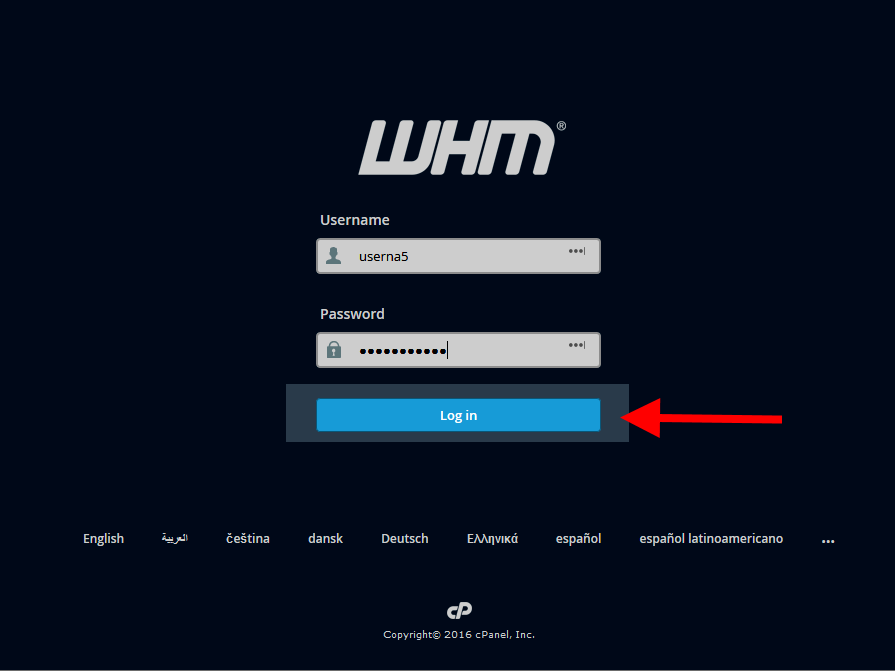 WHM®
Username
userna5
Password
•••••••••••
Log in
English العربية čeština dansk Deutsch Ελληνικά español español latinoamericano ...
cP
Copyright© 2016 cPanel, Inc.